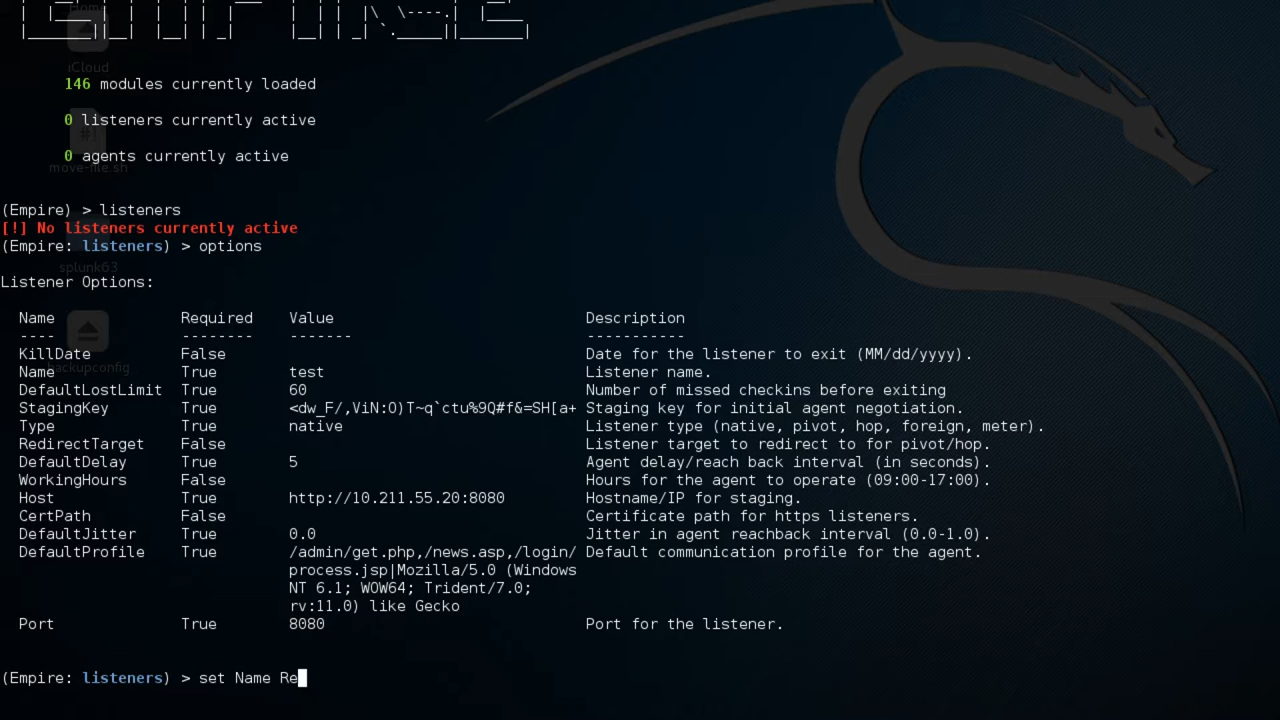 Home
iCloud
146 modules currently loaded
0 listeners currently active
#!
0 agents currently active
move-file.sh
(Empire) > listeners
[!] No listeners currently active
(Empire: listeners) > options
splunk63
Listener Options:
Name Required Value Description
---- -------- ------- -----------
KillDate False Date for the listener to exit (MM/dd/yyyy).
backupconfig
Name True test Listener name.
DefaultLostLimit True 60 Number of missed checkins before exiting
StagingKey True <dw_F/,ViN:O)T~q`ctu%9Q#f&=SH[a+ Staging key for initial agent negotiation.
Type True native Listener type (native, pivot, hop, foreign, meter).
RedirectTarget False Listener target to redirect to for pivot/hop.
DefaultDelay True 5 Agent delay/reach back interval (in seconds).
WorkingHours False Hours for the agent to operate (09:00-17:00).
Host True http://10.211.55.20:8080 Hostname/IP for staging.
CertPath False Certificate path for https listeners.
DefaultJitter True 0.0 Jitter in agent reachback interval (0.0-1.0).
DefaultProfile True /admin/get.php,/news.asp,/login/ Default communication profile for the agent.
process.jsp|Mozilla/5.0 (Windows
NT 6.1; WOW64; Trident/7.0;
rv:11.0) like Gecko
Port True 8080 Port for the listener.
(Empire: listeners) > set Name Re